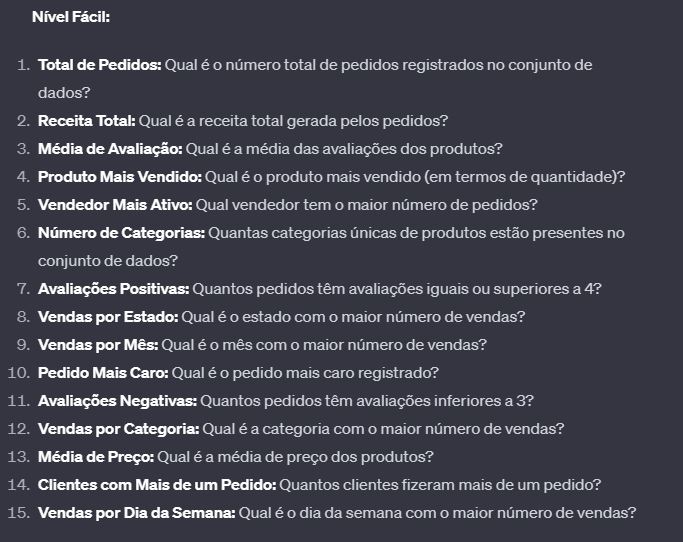 Nível Fácil:
1. Total de Pedidos: Qual é o número total de pedidos registrados no conjunto de
dados?
2. Receita Total: Qual é a receita total gerada pelos pedidos?
3. Média de Avaliação: Qual é a média das avaliações dos produtos?
4. Produto Mais Vendido: Qual é o produto mais vendido (em termos de quantidade)?
5. Vendedor Mais Ativo: Qual vendedor tem o maior número de pedidos?
6. Número de Categorias: Quantas categorias únicas de produtos estão presentes no
conjunto de dados?
7. Avaliações Positivas: Quantos pedidos têm avaliações iguais ou superiores a 4?
8. Vendas por Estado: Qual é o estado com o maior número de vendas?
9. Vendas por Mês: Qual é o mês com o maior número de vendas?
10. Pedido Mais Caro: Qual é o pedido mais caro registrado?
11. Avaliações Negativas: Quantos pedidos têm avaliações inferiores a 3?
12. Vendas por Categoria: Qual é a categoria com o maior número de vendas?
13. Média de Preço: Qual é a média de preço dos produtos?
14. Clientes com Mais de um Pedido: Quantos clientes fizeram mais de um pedido?
15. Vendas por Dia da Semana: Qual é o dia da semana com o maior número de vendas?